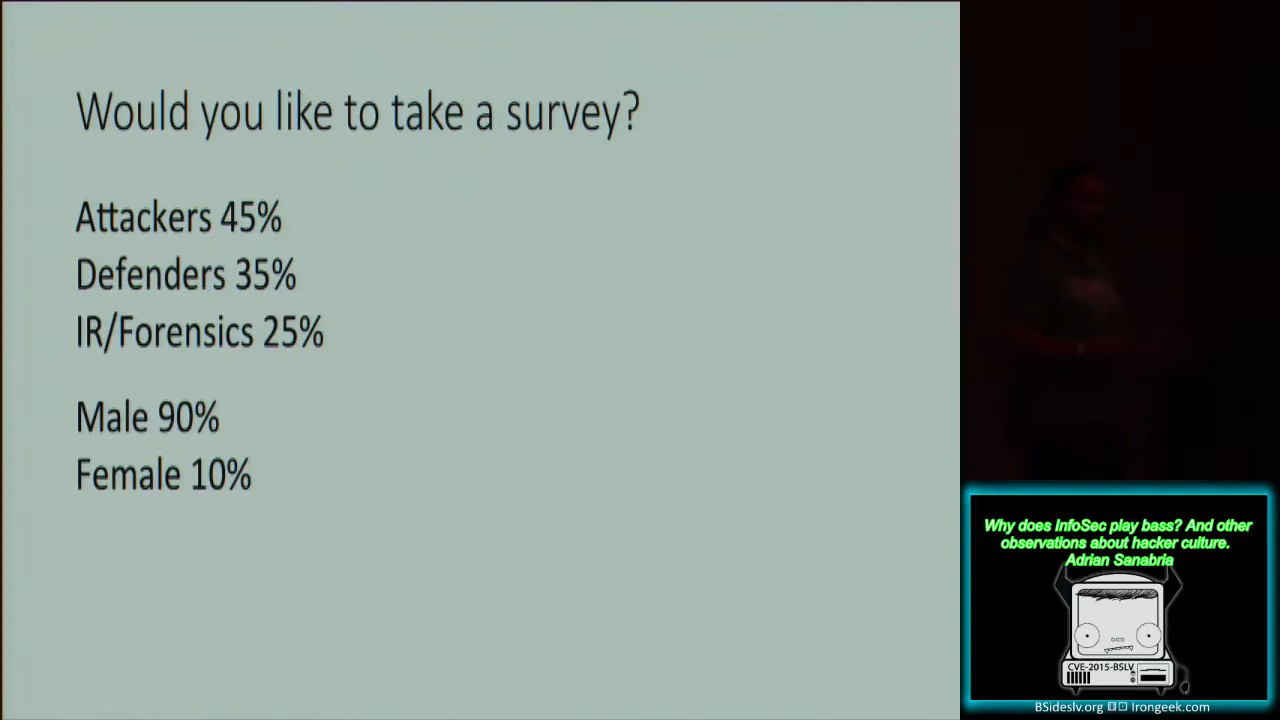 Would you like to take a survey?
Attackers 45%
Defenders 35%
IR/Forensics 25%
Male 90%
Female 10%
Why does InfoSec play bass? And other
observations about hacker culture.
Adrian Sanabria
CVE-2015-BSLV
BSideslv.org Irongeek.com